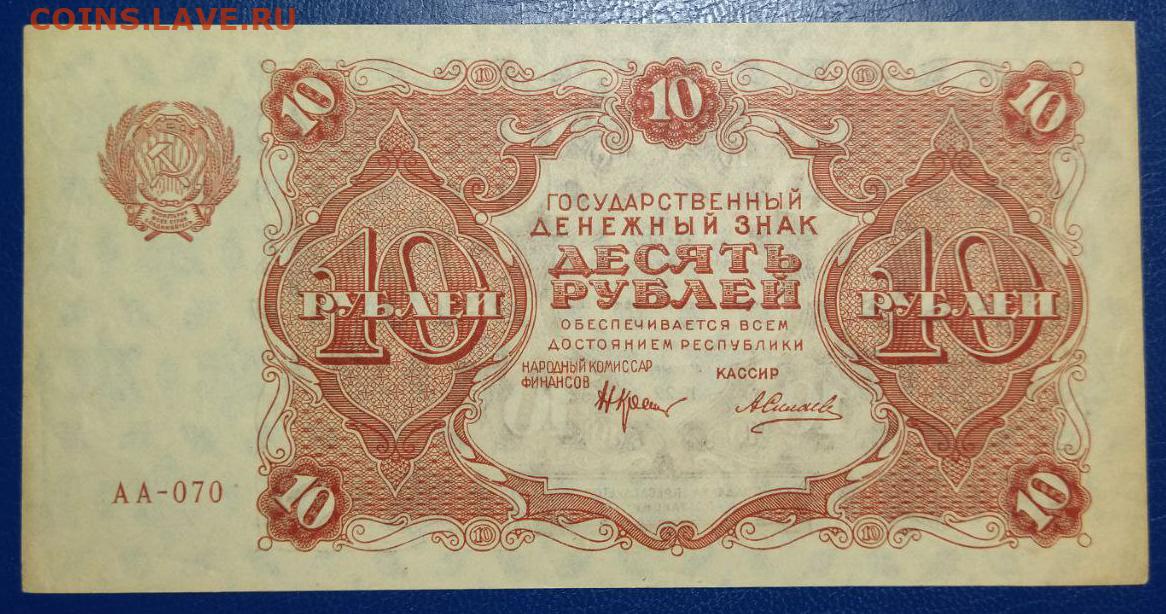 COINS.LAVE.RU
10
10
10
ГОСУДАРСТВЕННЫЙ
ДЕНЕЖНЫЙ ЗНАК
ДЕСЯТЬ
РУБЛЕЙ
10
РУБЛЕЙ
10
РУБЛЕЙ
ОБЕСПЕЧИВАЕТСЯ ВСЕМ
ДОСТОЯНИЕМ РЕСПУБЛИКИ
НАРОДНЫЙ КОМИССАР
ФИНАНСОВ
КАССИР
АА-070
10
10